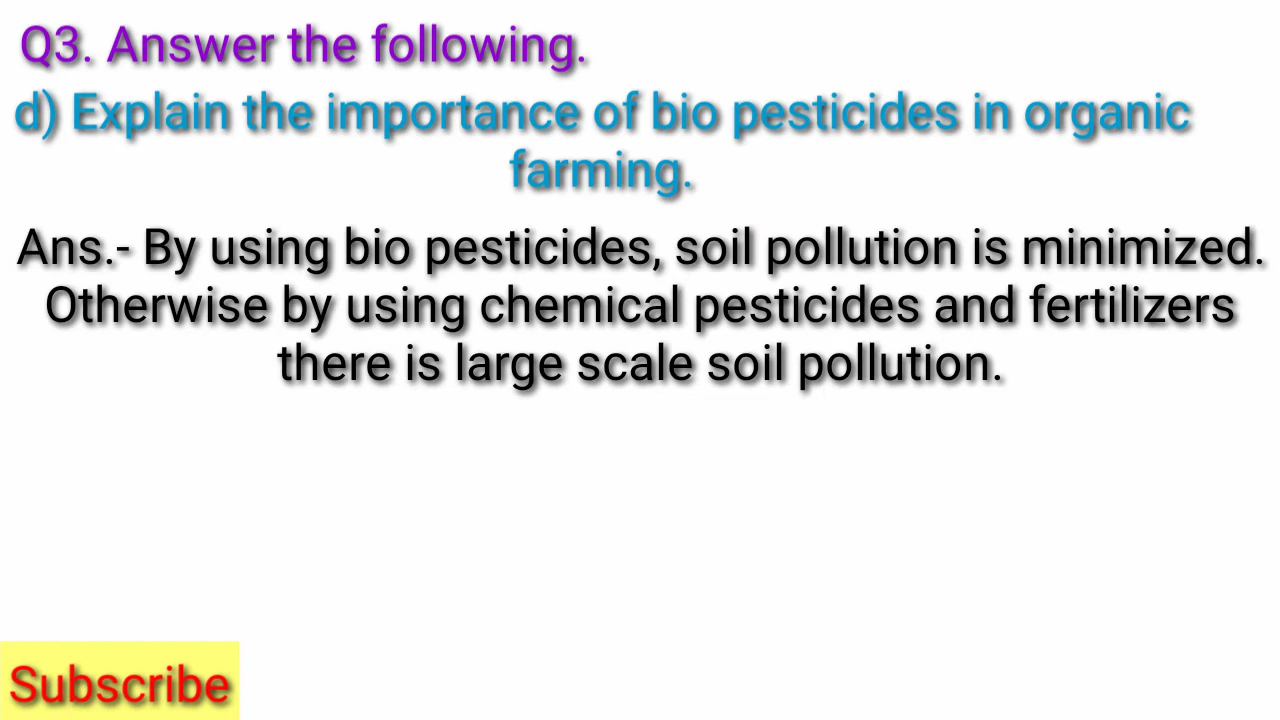 Q3. Answer the following.
d) Explain the importance of bio pesticides in organic
farming.
Ans.- By using bio pesticides, soil pollution is minimized.
Otherwise by using chemical pesticides and fertilizers
there is large scale soil pollution.
Subscribe